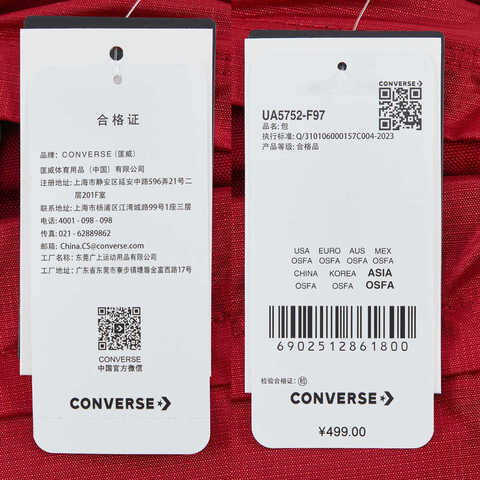 合格证
品牌: CONVERSE (匡威)
匡威体育用品（中国）有限公司
注册地址: 上海市静安区延安中路596弄21号二
层201F室
联系地址: 上海市杨浦区江湾城路99号1座三层
电话: 4001 - 098 - 098
传真: 021 - 62889862
邮箱: China.CS@converse.com
工厂名称: 东莞广上运动用品有限公司
工厂地址: 广东省东莞市寮步镇塘唇金富西路17号
CONVERSE
中国官方微信
CONVERSE
CONVERSE
UA5752-F97
品名: 包
执行标准: Q/310106000157C004-2023
产品等级: 合格品
USA EURO AUS MEX
OSFA OSFA OSFA OSFA
CHINA KOREA ASIA
OSFA OSFA OSFA
6902512861800
检验合格证: 检
CONVERSE
¥499.00